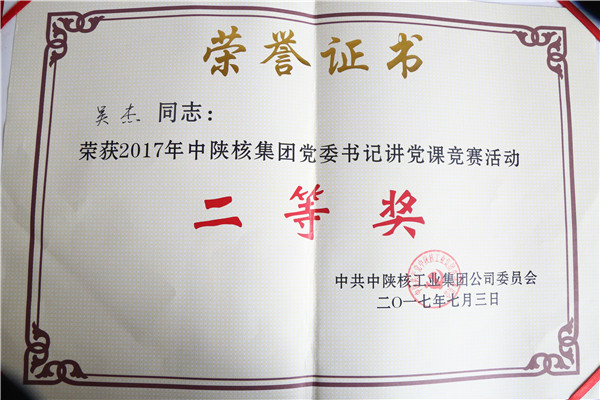 荣誉证书
吴杰 同志：
荣获2017年中陕核集团党委书记讲党课竞赛活动
二等奖
中共中陕核工业集团公司委员会
二〇一七年七月三日